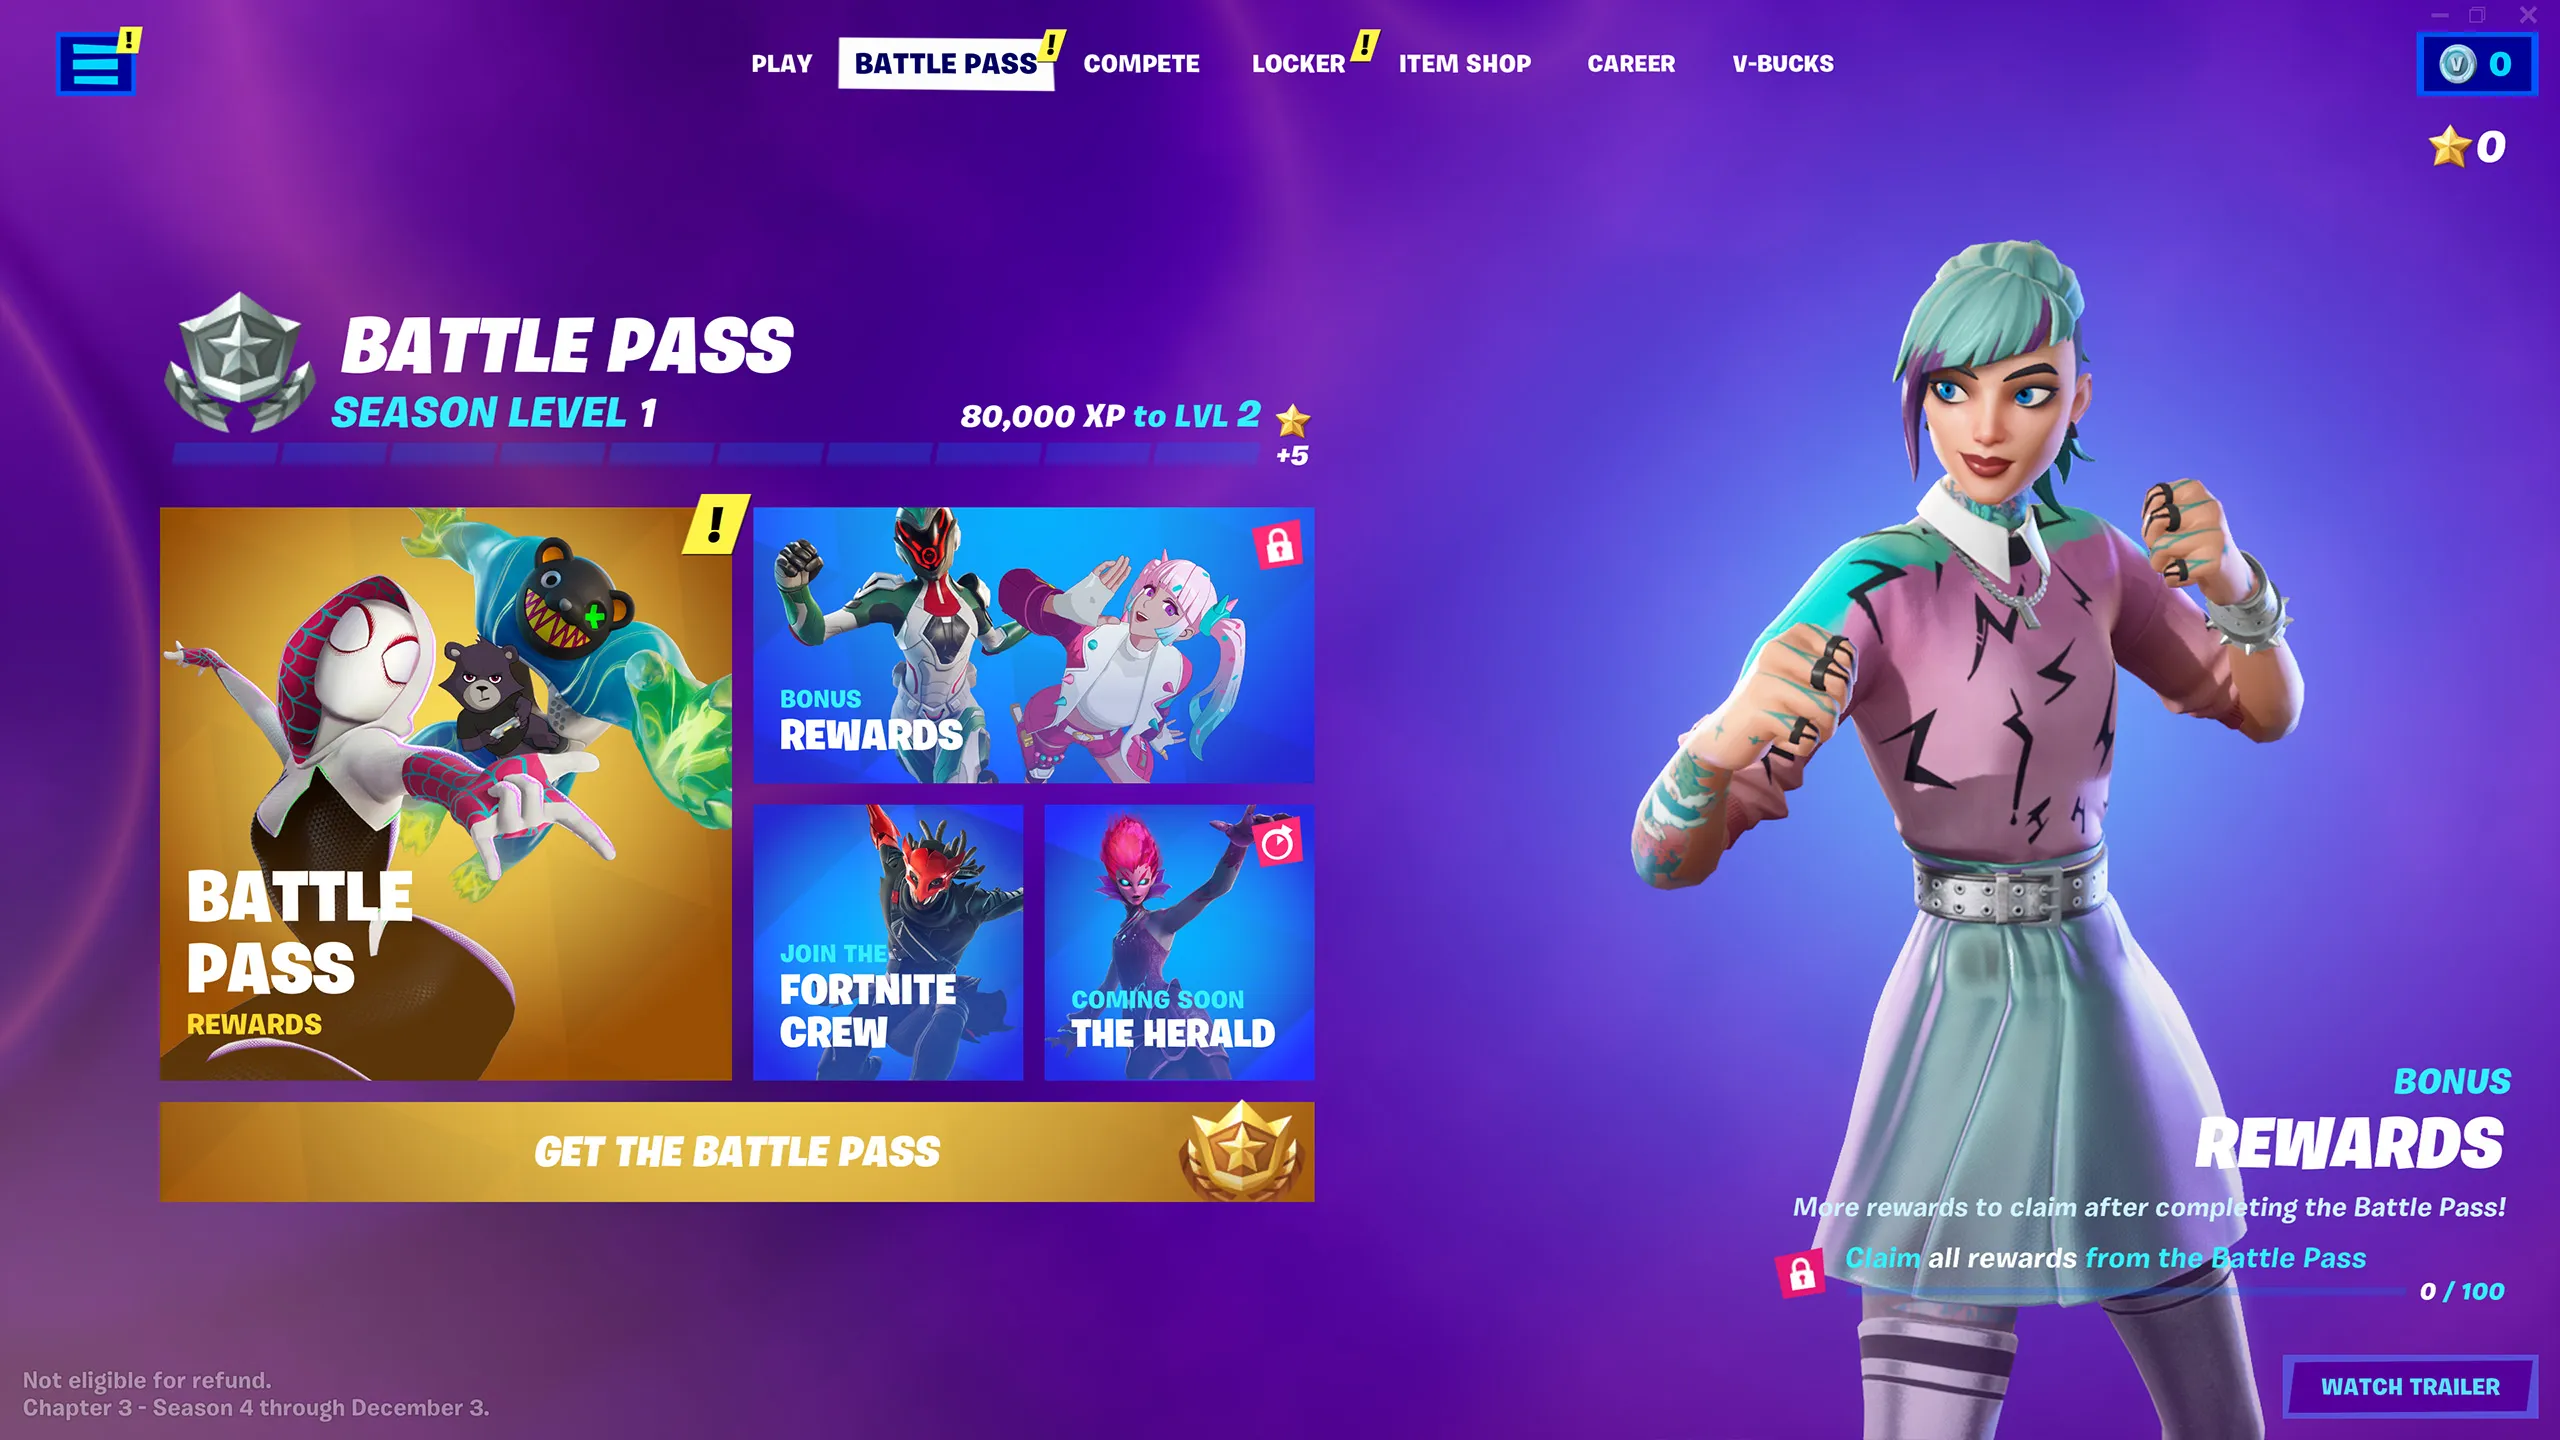 !
PLAY
BATTLE PASS !
COMPETE
LOCKER !
ITEM SHOP
CAREER
V-BUCKS
V 0
0
BATTLE PASS
SEASON LEVEL 1
80,000 XP to LVL 2
+5
!
BATTLE
PASS
REWARDS
BONUS
REWARDS
JOIN THE
FORTNITE
CREW
COMING SOON
THE HERALD
GET THE BATTLE PASS
BONUS
REWARDS
More rewards to claim after completing the Battle Pass!
Claim all rewards from the Battle Pass
0 / 100
Not eligible for refund.
Chapter 3 - Season 4 through December 3.
WATCH TRAILER